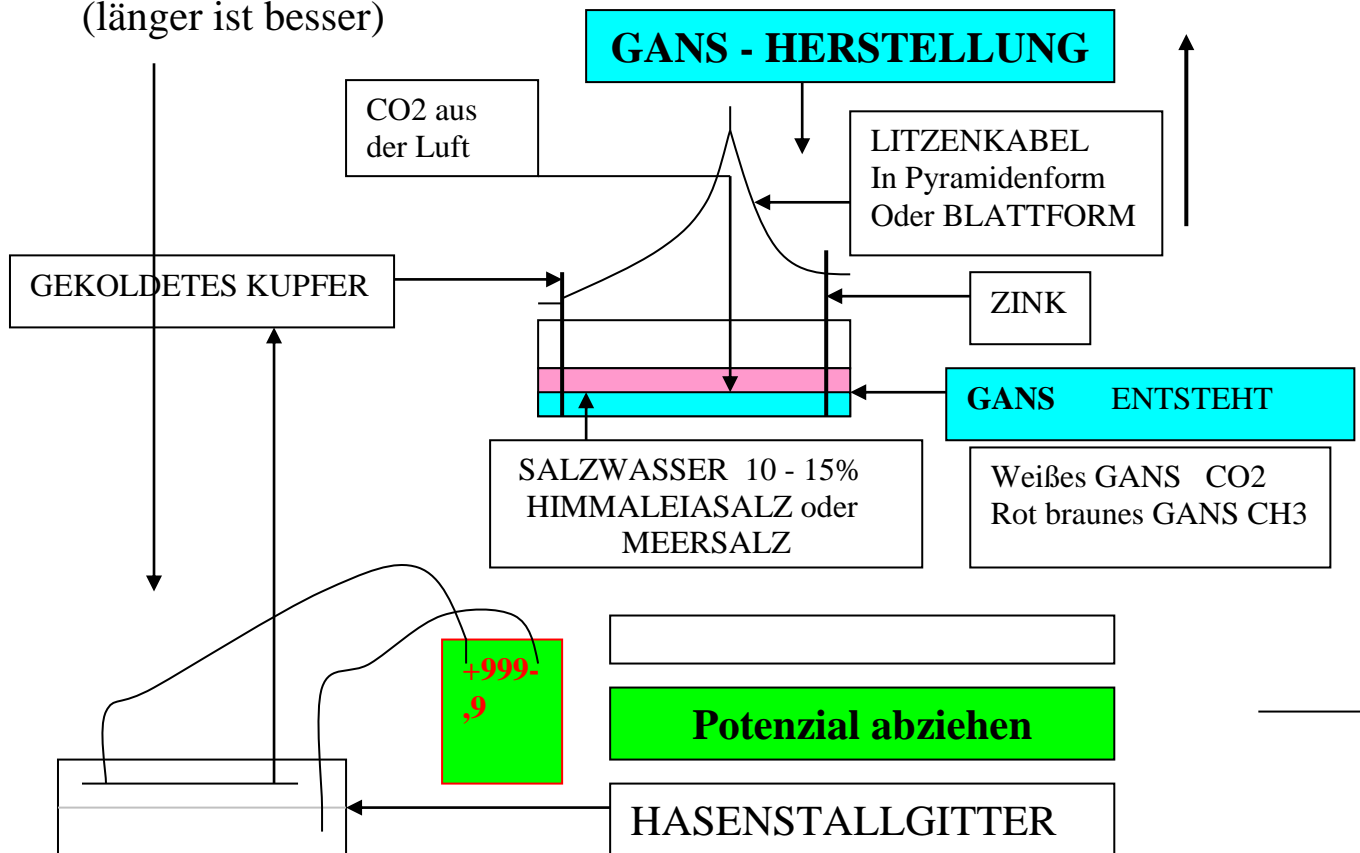 (länger ist besser)
GANS - HERSTELLUNG
CO2 aus
der Luft
LITZENKABEL
In Pyramidenform
Oder BLATTFORM
GEKOLDETES KUPFER
ZINK
GANS ENTSTEHT
SALZWASSER 10 - 15%
HIMMALEIASALZ oder
MEERSALZ
Weißes GANS CO2
Rot braunes GANS CH3
+999-
,9
Potenzial abziehen
HASENSTALLGITTER